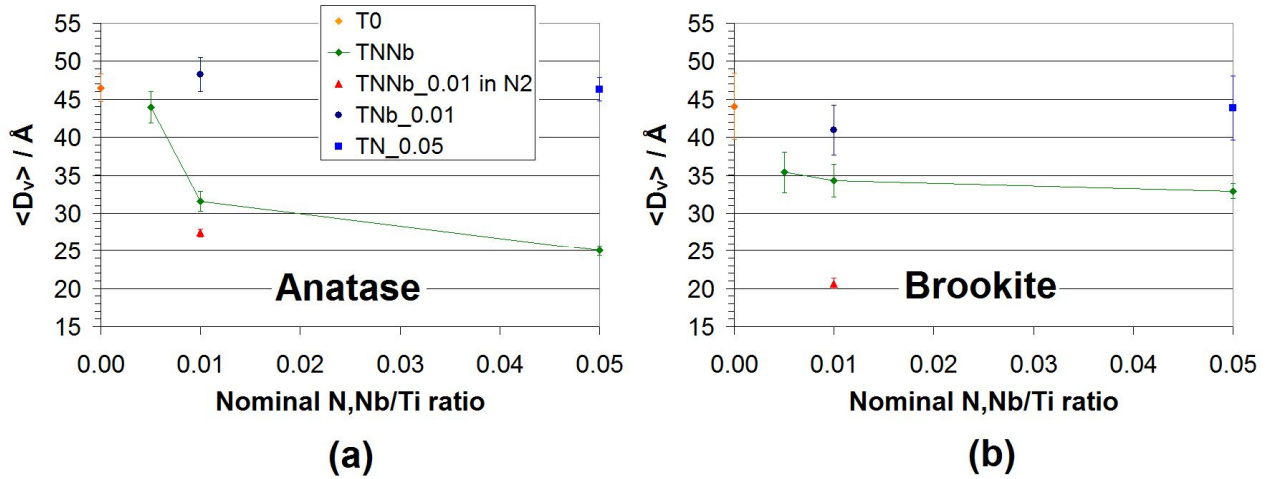 <Dv> / Å
55
50
45
40
35
30
25
20
15
T0
TNNb
TNNb_0.01 in N2
TNb_0.01
TN_0.05
Anatase
0.00 0.01 0.02 0.03 0.04 0.05
Nominal N,Nb/Ti ratio
(a)
<Dv> / Å
55
50
45
40
35
30
25
20
15
Brookite
0.00 0.01 0.02 0.03 0.04 0.05
Nominal N,Nb/Ti ratio
(b)